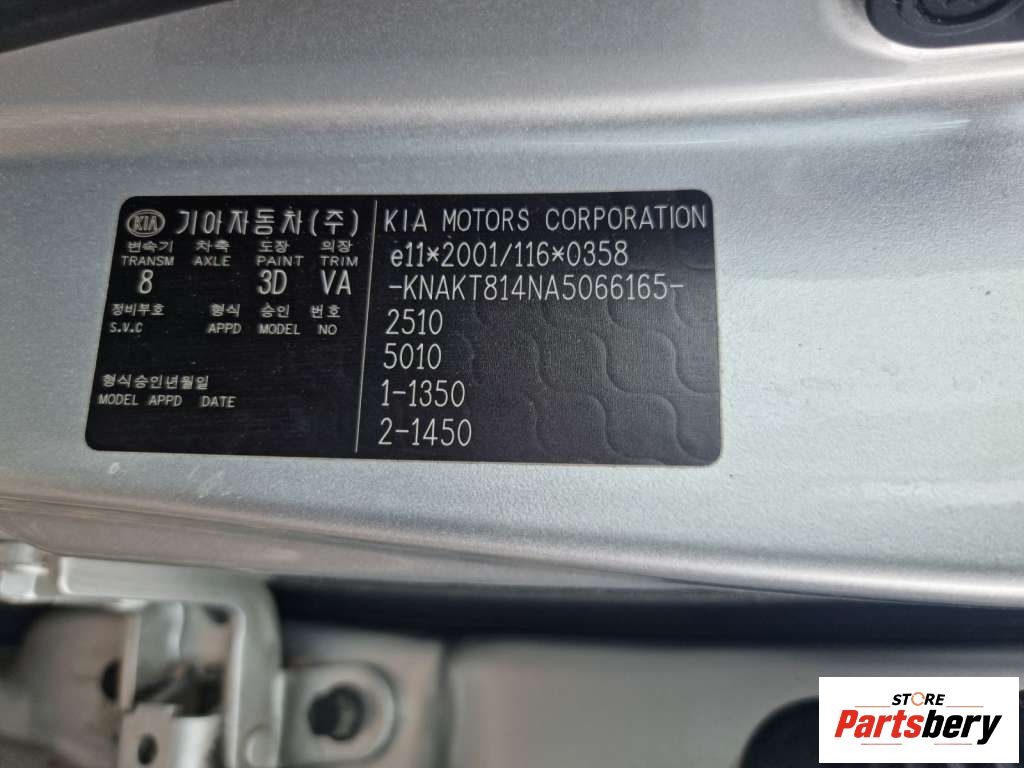 KIA 기아자동차(주)
변속기 차축 도장 의장
TRANSM AXLE PAINT TRIM
8 3D VA
정비부호 형식 승인 번호
S.V.C APPD MODEL NO
형식승인년월일
MODEL APPD DATE
KIA MOTORS CORPORATION
e11*2001/116*0358
-KNAKT814NA5066165-
2510
5010
1-1350
2-1450
STORE
Partsbery